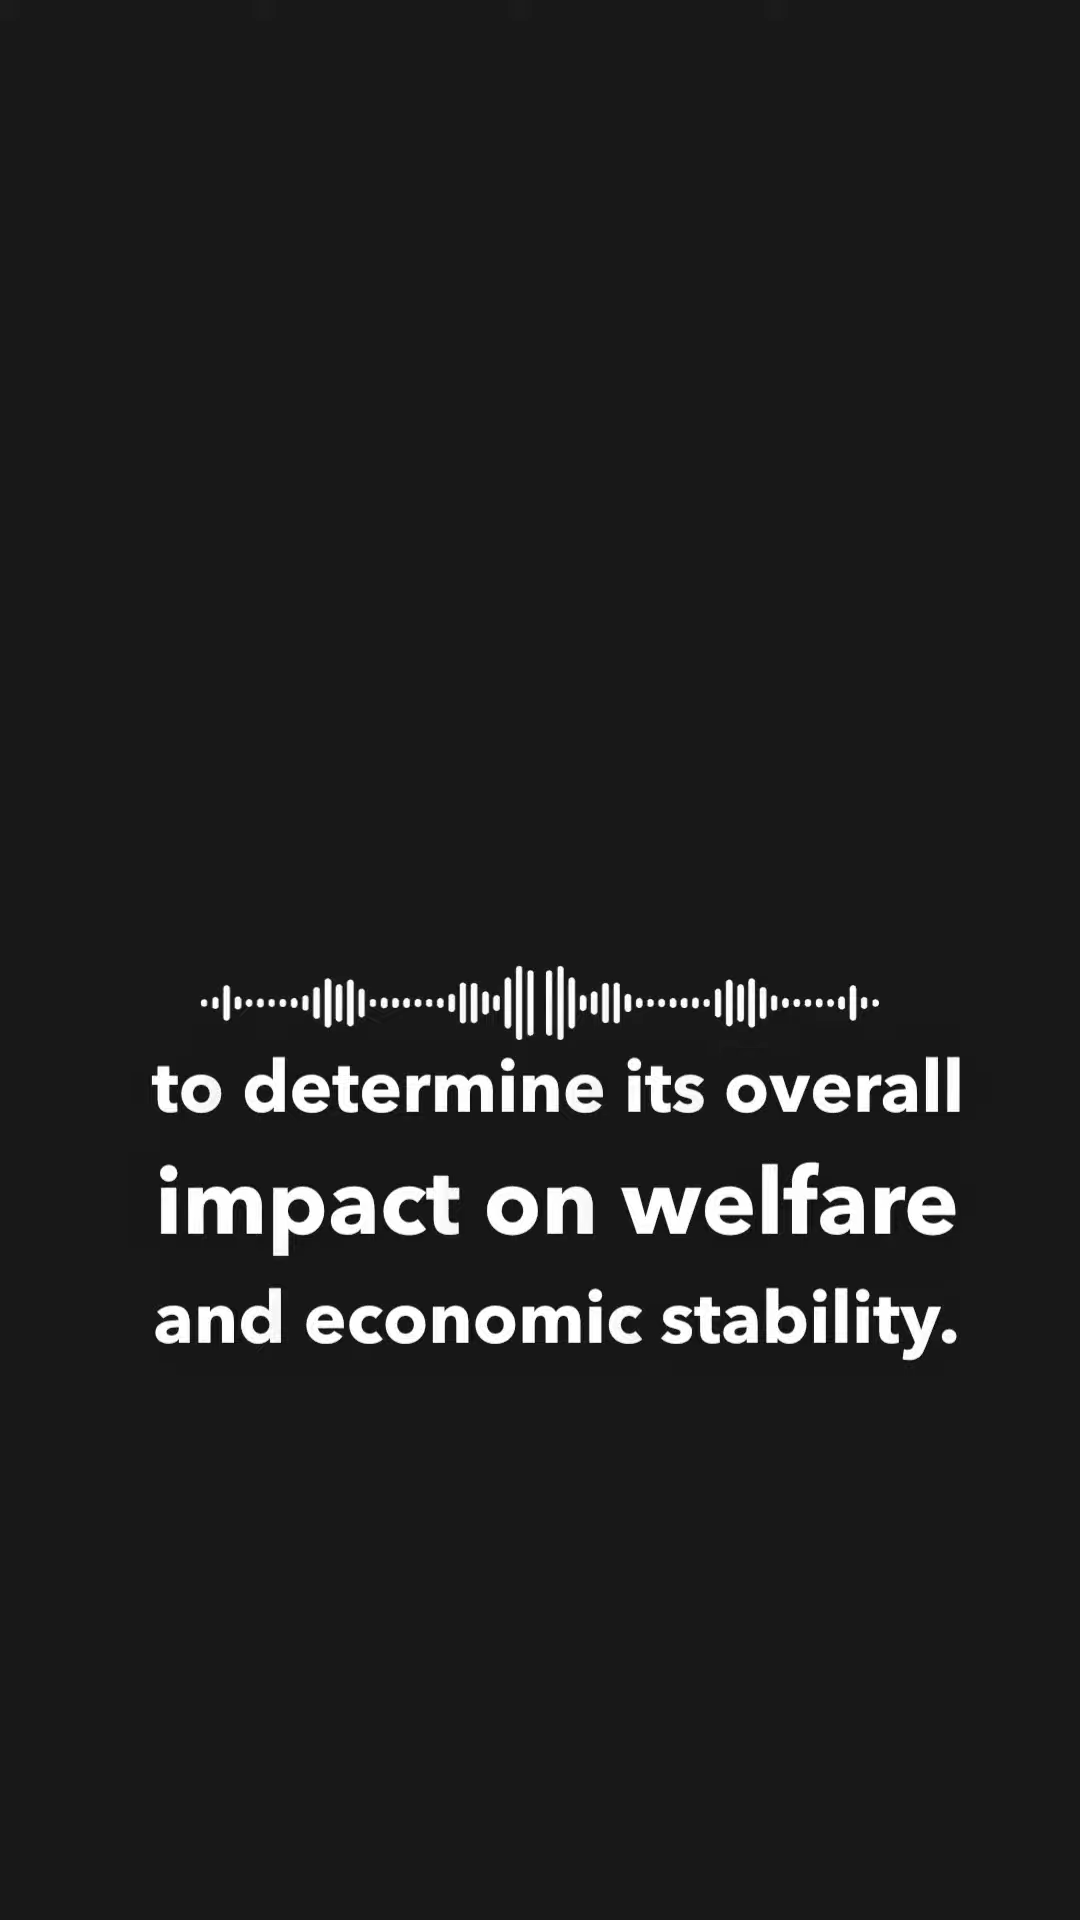 to determine its overall
impact on welfare
and economic stability.